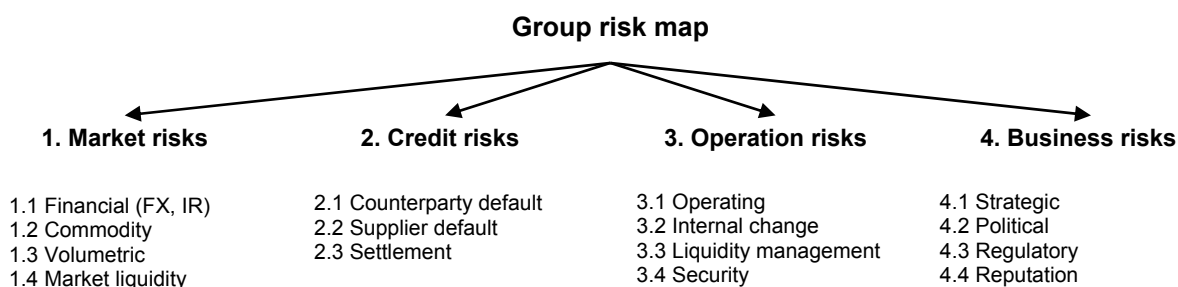 Group risk map
1. Market risks
2. Credit risks
3. Operation risks
4. Business risks
1.1 Financial (FX, IR)
1.2 Commodity
1.3 Volumetric
1.4 Market liquidity
2.1 Counterparty default
2.2 Supplier default
2.3 Settlement
3.1 Operating
3.2 Internal change
3.3 Liquidity management
3.4 Security
4.1 Strategic
4.2 Political
4.3 Regulatory
4.4 Reputation